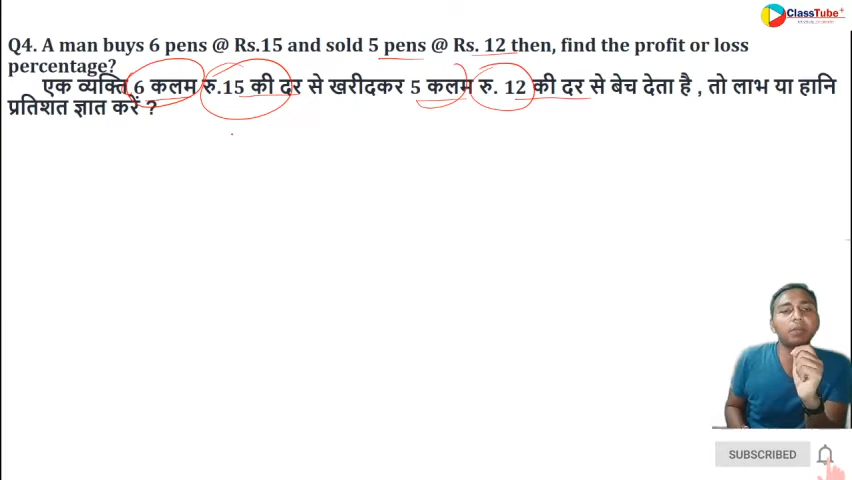 ClassTube+
Q4. A man buys 6 pens @ Rs.15 and sold 5 pens @ Rs. 12 then, find the profit or loss
percentage?
एक व्यक्ति 6 कलम रु.15 की दर से खरीदकर 5 कलम रु. 12 की दर से बेच देता है , तो लाभ या हानि
प्रतिशत ज्ञात करें ?
SUBSCRIBED